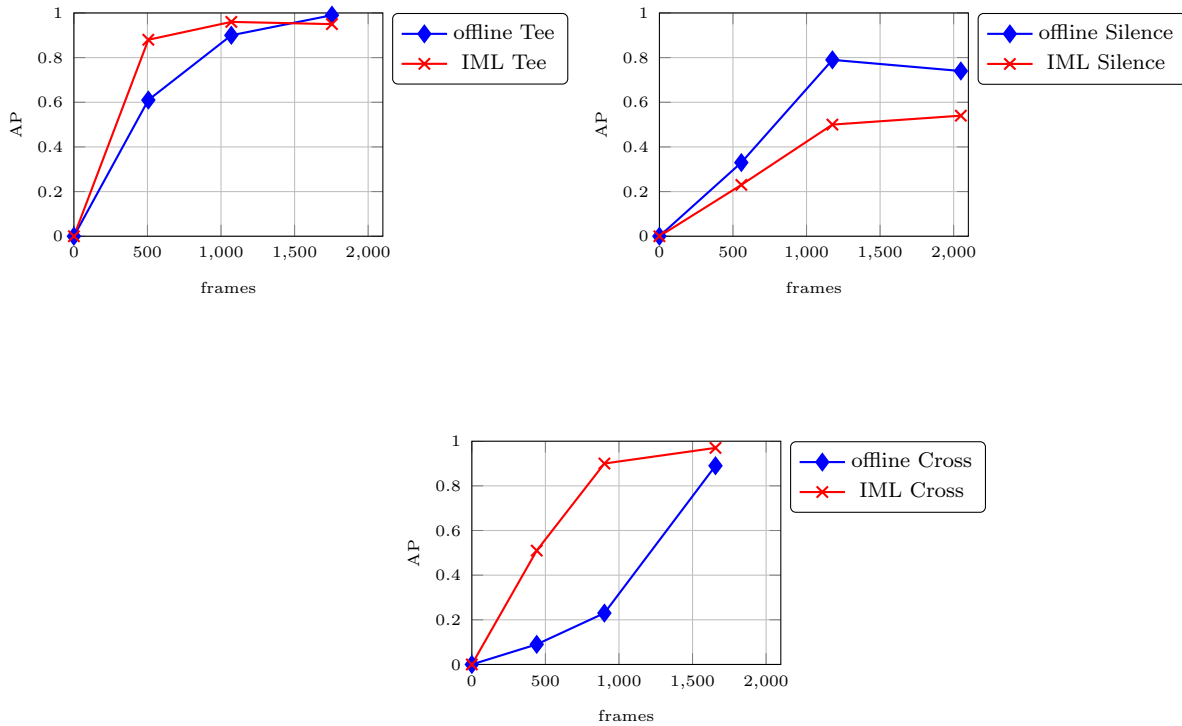 1
0.8
0.6
0.4
0.2
0
AP
0 500 1,000 1,500 2,000
frames
offline Tee
IML Tee
1
0.8
0.6
0.4
0.2
0
AP
0 500 1,000 1,500 2,000
frames
offline Silence
IML Silence
1
0.8
0.6
0.4
0.2
0
AP
0 500 1,000 1,500 2,000
frames
offline Cross
IML Cross